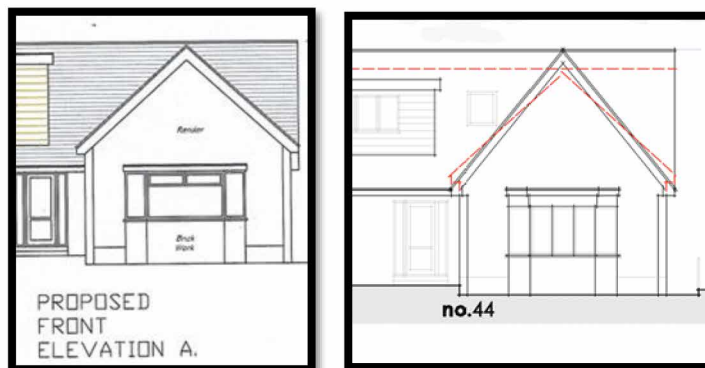 Render
Brick
Work
PROPOSED
FRONT
ELEVATION A.
no.44